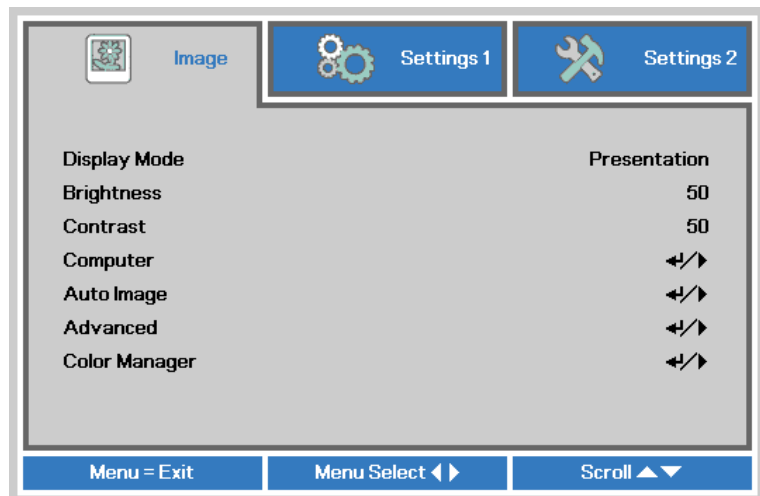 Image
Settings 1
Settings 2
Display Mode Presentation
Brightness 50
Contrast 50
Computer ↵/▶
Auto Image ↵/▶
Advanced ↵/▶
Color Manager ↵/▶
Menu = Exit
Menu Select ◀ ▶
Scroll ▲▼